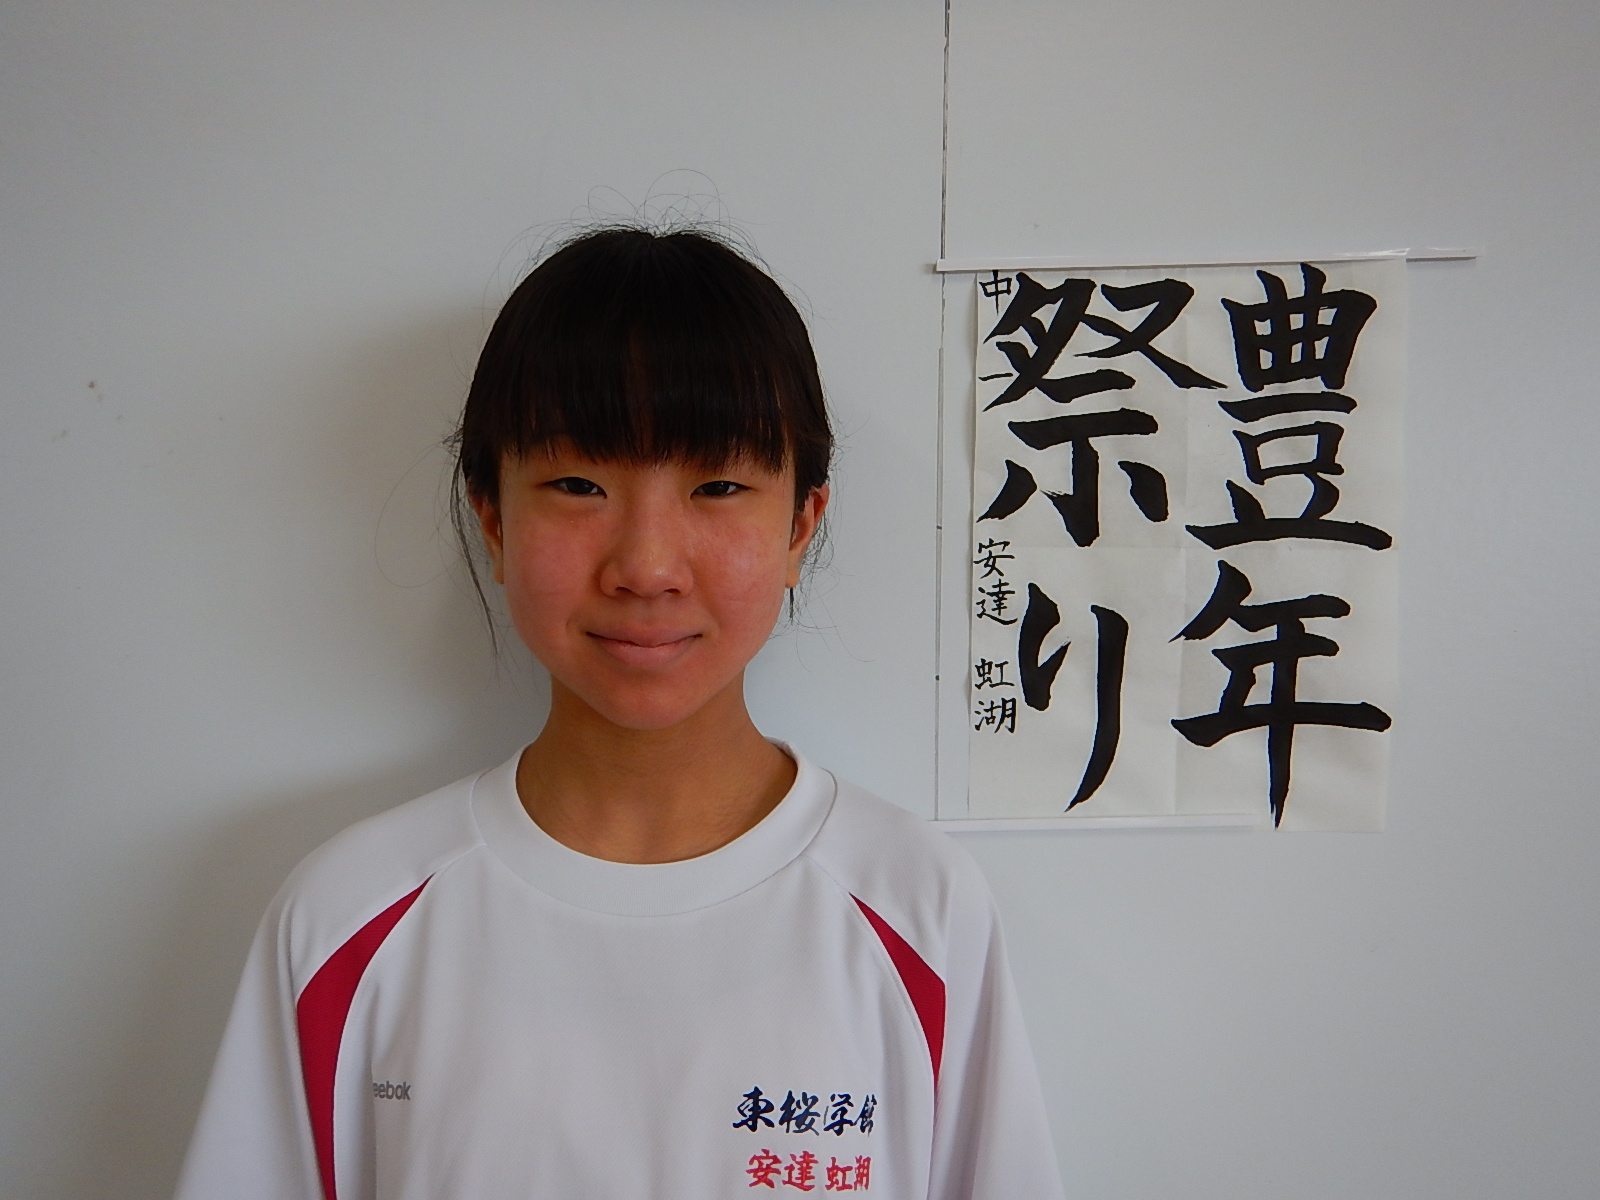 豊年
祭り
中一 安達 虹湖
eebok
東桜学館
安達 虹湖